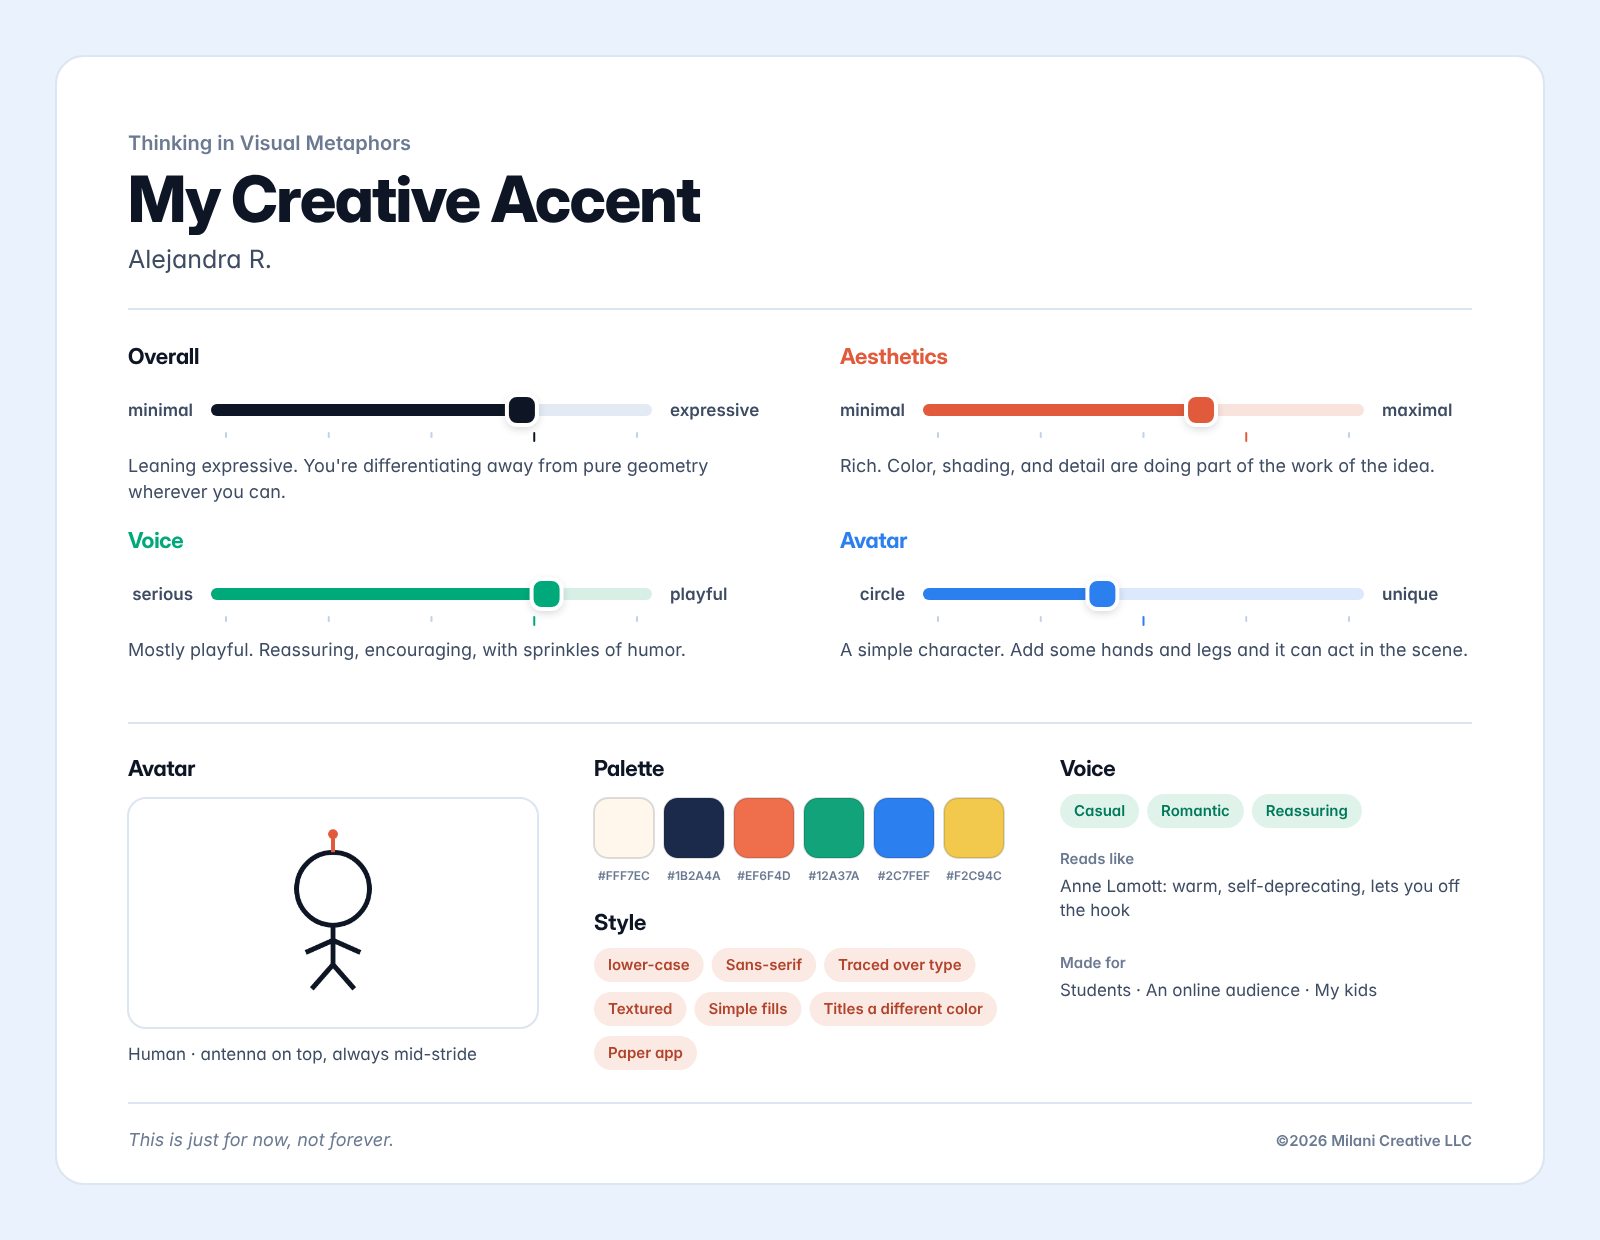 Thinking in Visual Metaphors
My Creative Accent
Alejandra R.
Overall
minimal expressive
Leaning expressive. You're differentiating away from pure geometry
wherever you can.
Aesthetics
minimal maximal
Rich. Color, shading, and detail are doing part of the work of the idea.
Voice
serious playful
Mostly playful. Reassuring, encouraging, with sprinkles of humor.
Avatar
circle unique
A simple character. Add some hands and legs and it can act in the scene.
Avatar
Human · antenna on top, always mid-stride
Palette
#FFF7EC #1B2A4A #EF6F4D #12A37A #2C7FEF #F2C94C
Style
lower-case Sans-serif Traced over type
Textured Simple fills Titles a different color
Paper app
Voice
Casual Romantic Reassuring
Reads like
Anne Lamott: warm, self-deprecating, lets you off
the hook
Made for
Students · An online audience · My kids
This is just for now, not forever.
©2026 Milani Creative LLC